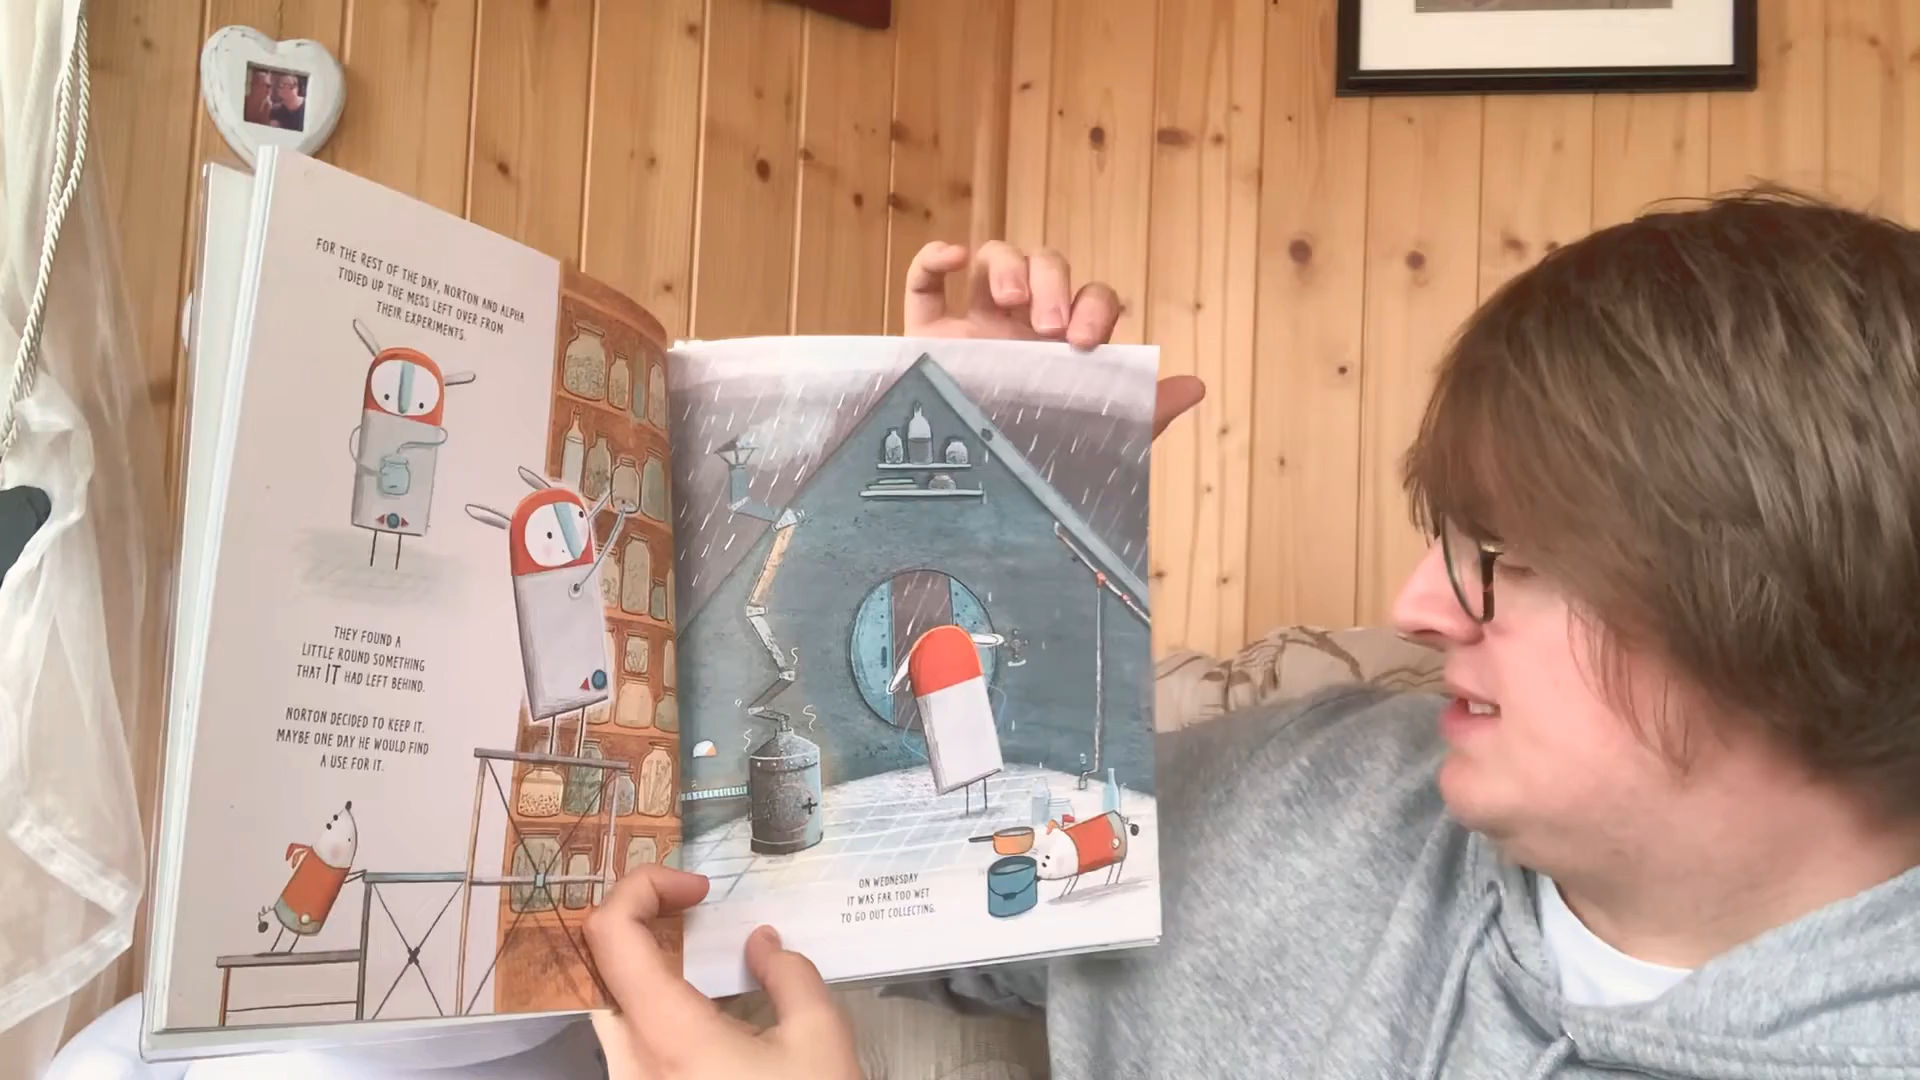 FOR THE REST OF THE DAY, NORTON AND ALPHA
TIDIED UP THE MESS LEFT OVER FROM
THEIR EXPERIMENTS.
THEY FOUND A
LITTLE ROUND SOMETHING
THAT IT HAD LEFT BEHIND.
NORTON DECIDED TO KEEP IT.
MAYBE ONE DAY HE WOULD FIND
A USE FOR IT.
ON WEDNESDAY
IT WAS FAR TOO WET
TO GO OUT COLLECTING.